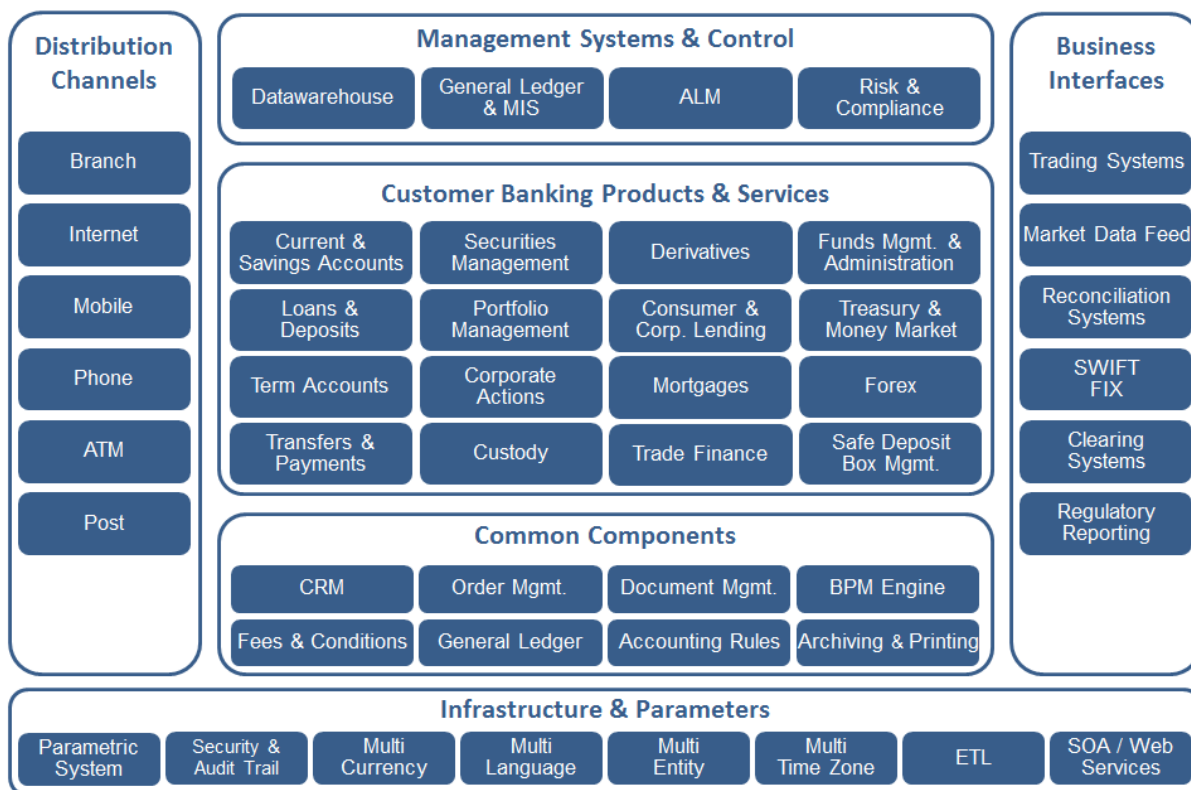 Distribution
Channels
Branch
Internet
Mobile
Phone
ATM
Post
Management Systems & Control
Datawarehouse
General Ledger
& MIS
ALM
Risk &
Compliance
Customer Banking Products & Services
Current &
Savings Accounts
Securities
Management
Derivatives
Funds Mgmt. &
Administration
Loans &
Deposits
Portfolio
Management
Consumer &
Corp. Lending
Treasury &
Money Market
Term Accounts
Corporate
Actions
Mortgages
Forex
Transfers &
Payments
Custody
Trade Finance
Safe Deposit
Box Mgmt.
Common Components
CRM
Order Mgmt.
Document Mgmt.
BPM Engine
Fees & Conditions
General Ledger
Accounting Rules
Archiving & Printing
Business
Interfaces
Trading Systems
Market Data Feed
Reconciliation
Systems
SWIFT
FIX
Clearing
Systems
Regulatory
Reporting
Infrastructure & Parameters
Parametric
System
Security &
Audit Trail
Multi
Currency
Multi
Language
Multi
Entity
Multi
Time Zone
ETL
SOA / Web
Services